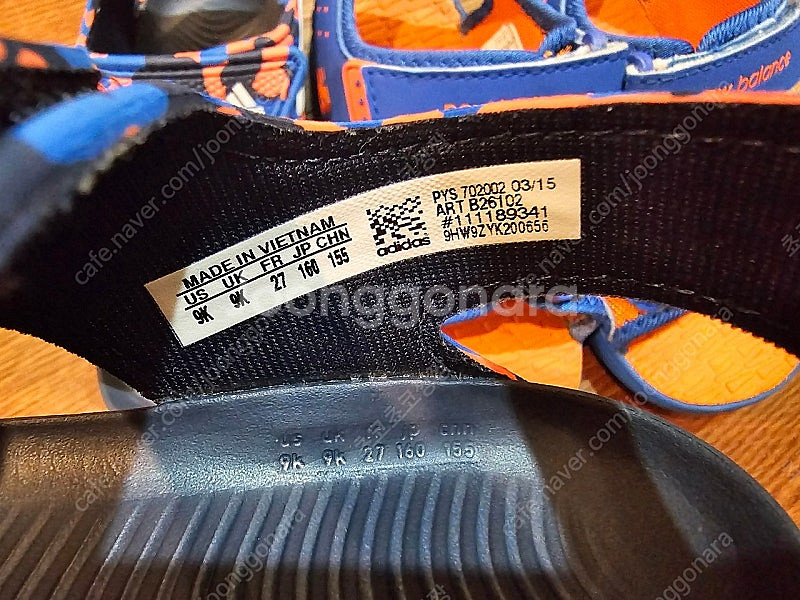 new balance
PYS 702002 03/15
ART B26102
#111189341
9HW9ZYK200656
adidas
MADE IN VIETNAM
US UK FR JP CHN
9K 9K 27 160 155
us uk fr jp chn
9k 9k 27 160 155
joonggonara
cafe.naver.com/joonggonara